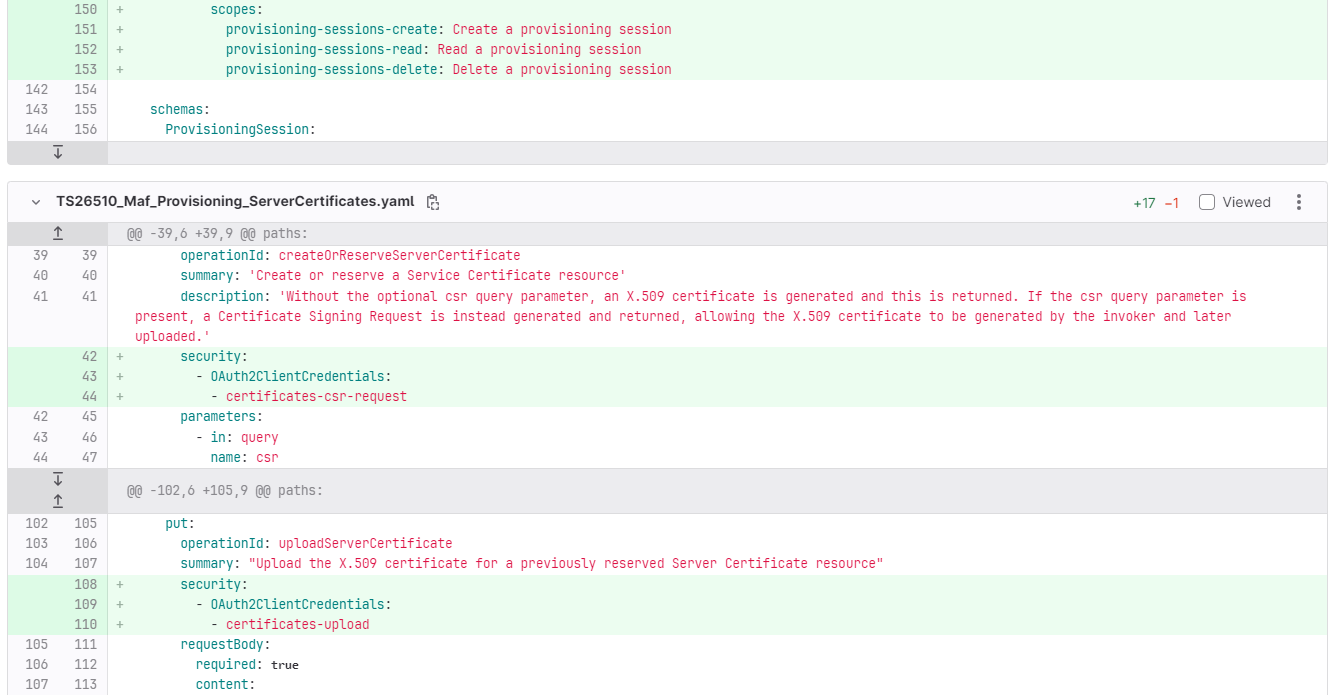 150 + scopes:
151 + provisioning-sessions-create: Create a provisioning session
152 + provisioning-sessions-read: Read a provisioning session
153 + provisioning-sessions-delete: Delete a provisioning session
142 154
143 155 schemas:
144 156 ProvisioningSession:
TS26510_Maf_Provisioning_ServerCertificates.yaml +17 −1 Viewed
@@ -39,6 +39,9 @@ paths:
39 39 operationId: createOrReserveServerCertificate
40 40 summary: 'Create or reserve a Service Certificate resource'
41 41 description: 'Without the optional csr query parameter, an X.509 certificate is generated and this is returned. If the csr query parameter is
present, a Certificate Signing Request is instead generated and returned, allowing the X.509 certificate to be generated by the invoker and later
uploaded.'
42 + security:
43 + - OAuth2ClientCredentials:
44 + - certificates-csr-request
42 45 parameters:
43 46 - in: query
44 47 name: csr
@@ -102,6 +105,9 @@ paths:
102 105 put:
103 106 operationId: uploadServerCertificate
104 107 summary: "Upload the X.509 certificate for a previously reserved Server Certificate resource"
108 + security:
109 + - OAuth2ClientCredentials:
110 + - certificates-upload
105 111 requestBody:
106 112 required: true
107 113 content: